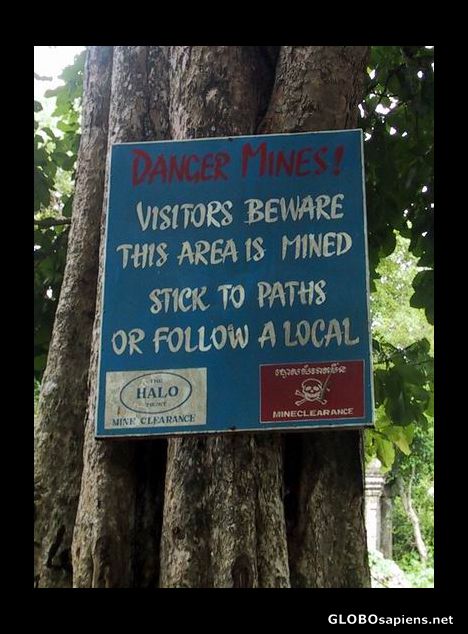 DANGER MINES!
VISITORS BEWARE
THIS AREA IS MINED
STICK TO PATHS
OR FOLLOW A LOCAL
THE
HALO
TRUST
MINE CLEARANCE
MINECLEARANCE
GLOBOsapiens.net